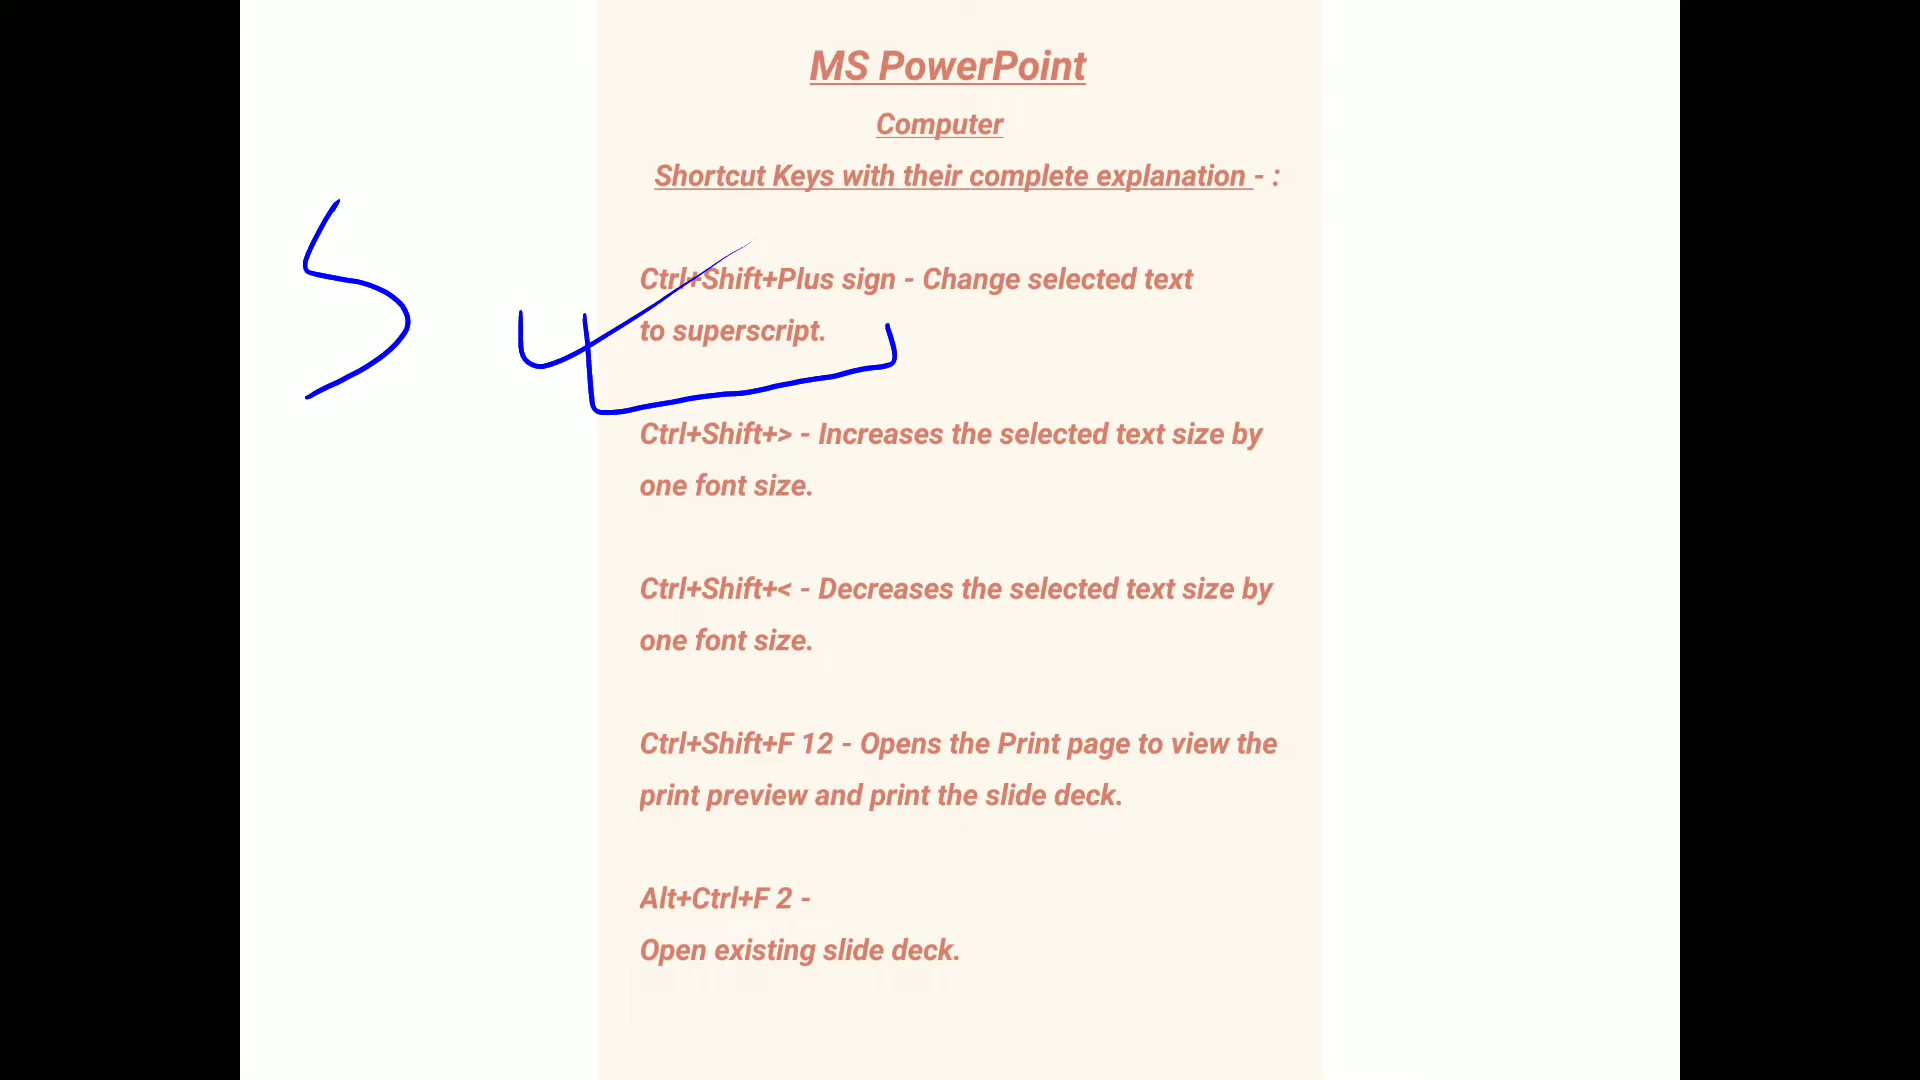 MS PowerPoint
Computer
Shortcut Keys with their complete explanation - :
Ctrl+Shift+Plus sign - Change selected text
to superscript.
Ctrl+Shift+> - Increases the selected text size by
one font size.
Ctrl+Shift+< - Decreases the selected text size by
one font size.
Ctrl+Shift+F 12 - Opens the Print page to view the
print preview and print the slide deck.
Alt+Ctrl+F 2 -
Open existing slide deck.